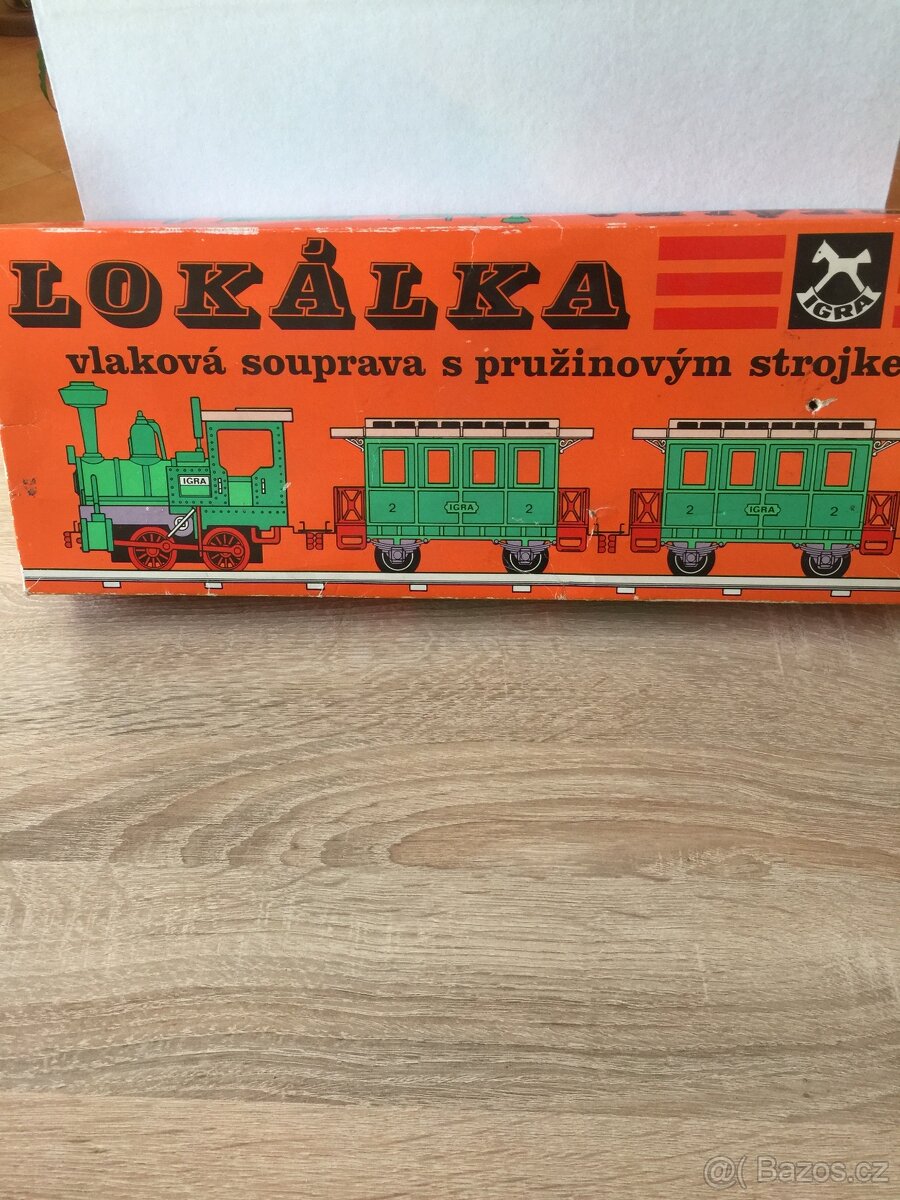 LOKÁLKA
IGRA
vlaková souprava s pružinovým strojke
IGRA
2 IGRA 2
2 IGRA 2
@( Bazos.cz